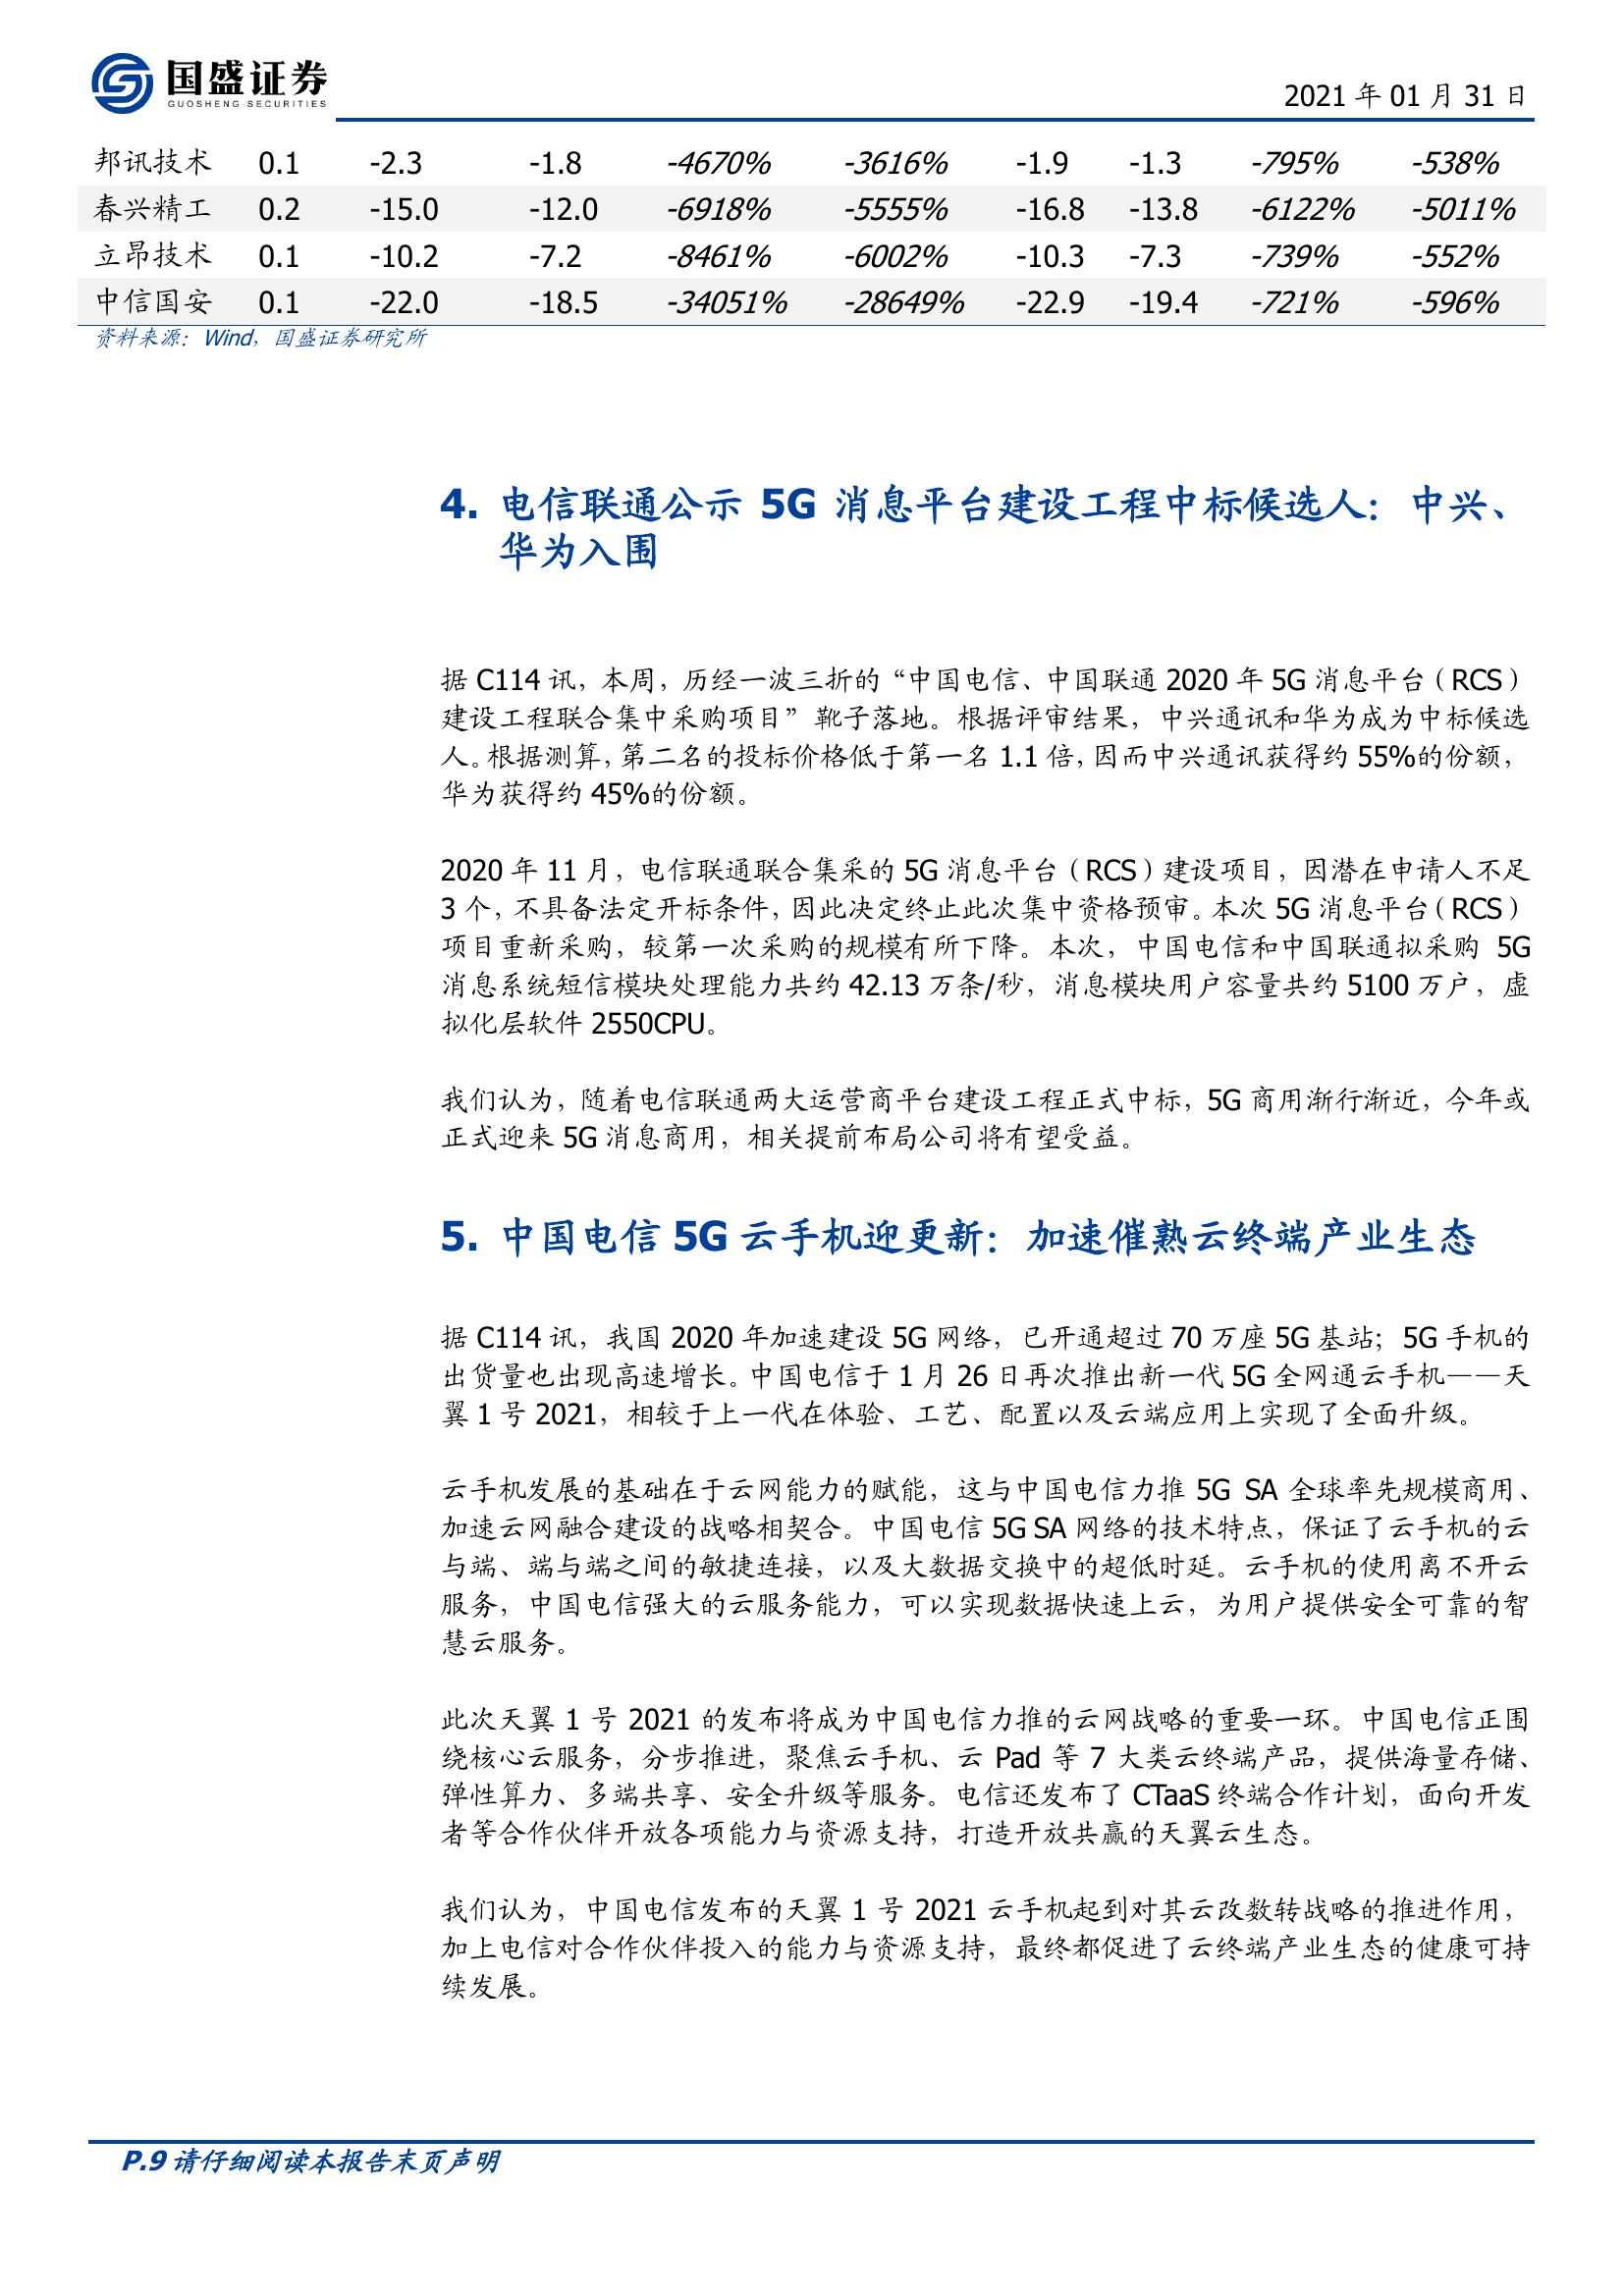 国盛证券
GUOSHENG SECURITIES
2021 年 01 月 31 日
邦讯技术 0.1 -2.3 -1.8 -4670% -3616% -1.9 -1.3 -795% -538%
春兴精工 0.2 -15.0 -12.0 -6918% -5555% -16.8 -13.8 -6122% -5011%
立昂技术 0.1 -10.2 -7.2 -8461% -6002% -10.3 -7.3 -739% -552%
中信国安 0.1 -22.0 -18.5 -34051% -28649% -22.9 -19.4 -721% -596%
资料来源：Wind，国盛证券研究所
4. 电信联通公示 5G 消息平台建设工程中标候选人：中兴、
华为入围
据 C114 讯，本周，历经一波三折的“中国电信、中国联通 2020 年 5G 消息平台（RCS）
建设工程联合集中采购项目”靴子落地。根据评审结果，中兴通讯和华为成为中标候选
人。根据测算，第二名的投标价格低于第一名 1.1 倍，因而中兴通讯获得约 55%的份额，
华为获得约 45%的份额。
2020 年 11 月，电信联通联合集采的 5G 消息平台（RCS）建设项目，因潜在申请人不足
3 个，不具备法定开标条件，因此决定终止此次集中资格预审。本次 5G 消息平台（RCS）
项目重新采购，较第一次采购的规模有所下降。本次，中国电信和中国联通拟采购 5G
消息系统短信模块处理能力共约 42.13 万条/秒，消息模块用户容量共约 5100 万户，虚
拟化层软件 2550CPU。
我们认为，随着电信联通两大运营商平台建设工程正式中标，5G 商用渐行渐近，今年或
正式迎来 5G 消息商用，相关提前布局公司将有望受益。
5. 中国电信 5G 云手机迎更新：加速催熟云终端产业生态
据 C114 讯，我国 2020 年加速建设 5G 网络，已开通超过 70 万座 5G 基站；5G 手机的
出货量也出现高速增长。中国电信于 1 月 26 日再次推出新一代 5G 全网通云手机——天
翼 1 号 2021，相较于上一代在体验、工艺、配置以及云端应用上实现了全面升级。
云手机发展的基础在于云网能力的赋能，这与中国电信力推 5G SA 全球率先规模商用、
加速云网融合建设的战略相契合。中国电信 5G SA 网络的技术特点，保证了云手机的云
与端、端与端之间的敏捷连接，以及大数据交换中的超低时延。云手机的使用离不开云
服务，中国电信强大的云服务能力，可以实现数据快速上云，为用户提供安全可靠的智
慧云服务。
此次天翼 1 号 2021 的发布将成为中国电信力推的云网战略的重要一环。中国电信正围
绕核心云服务，分步推进，聚焦云手机、云 Pad 等 7 大类云终端产品，提供海量存储、
弹性算力、多端共享、安全升级等服务。电信还发布了 CTaaS 终端合作计划，面向开发
者等合作伙伴开放各项能力与资源支持，打造开放共赢的天翼云生态。
我们认为，中国电信发布的天翼 1 号 2021 云手机起到对其云改数转战略的推进作用，
加上电信对合作伙伴投入的能力与资源支持，最终都促进了云终端产业生态的健康可持
续发展。
P.9 请仔细阅读本报告末页声明